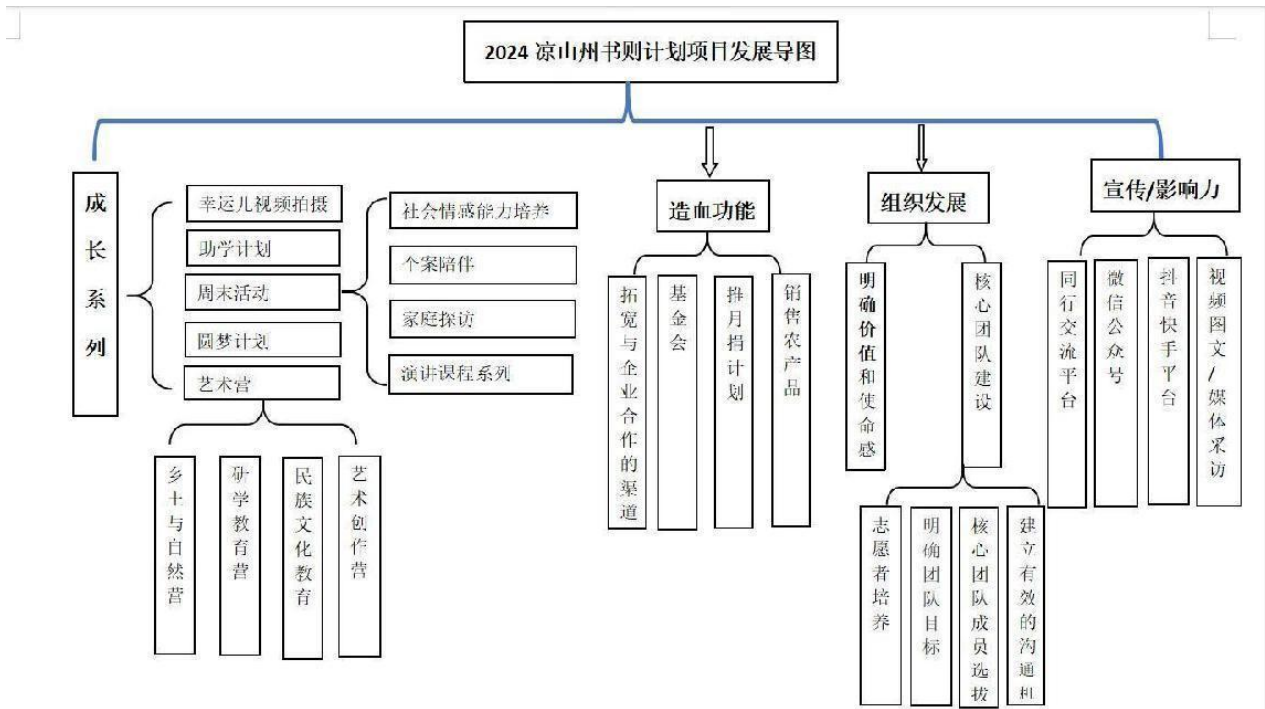 2024凉山州书则计划项目发展导图
成长系列
幸运儿视频拍摄
助学计划
周末活动
圆梦计划
艺术营
社会情感能力培养
个案陪伴
家庭探访
演讲课程系列
乡土与自然营
研学教育营
民族文化教育
艺术创作营
造血功能
拓宽与企业合作的渠道
基金会
推月捐计划
销售农产品
组织发展
明确价值和使命感
核心团队建设
志愿者培养
明确团队目标
核心团队成员选拔
建立有效的沟通机
宣传/影响力
同行交流平台
微信公众号
抖音快手平台
视频图文/媒体采访